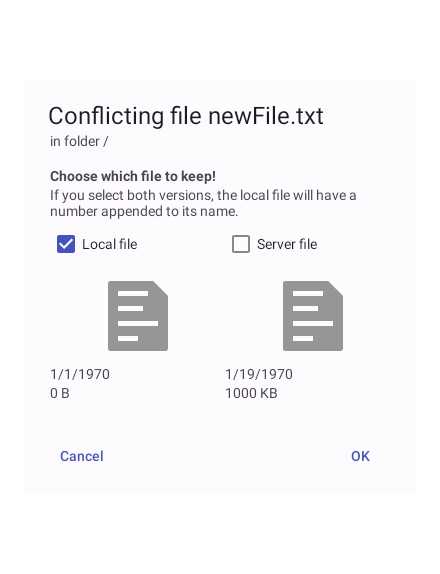 Conflicting file newFile.txt
in folder /
Choose which file to keep!
If you select both versions, the local file will have a
number appended to its name.
Local file
Server file
1/1/1970
0 B
1/19/1970
1000 KB
Cancel
OK